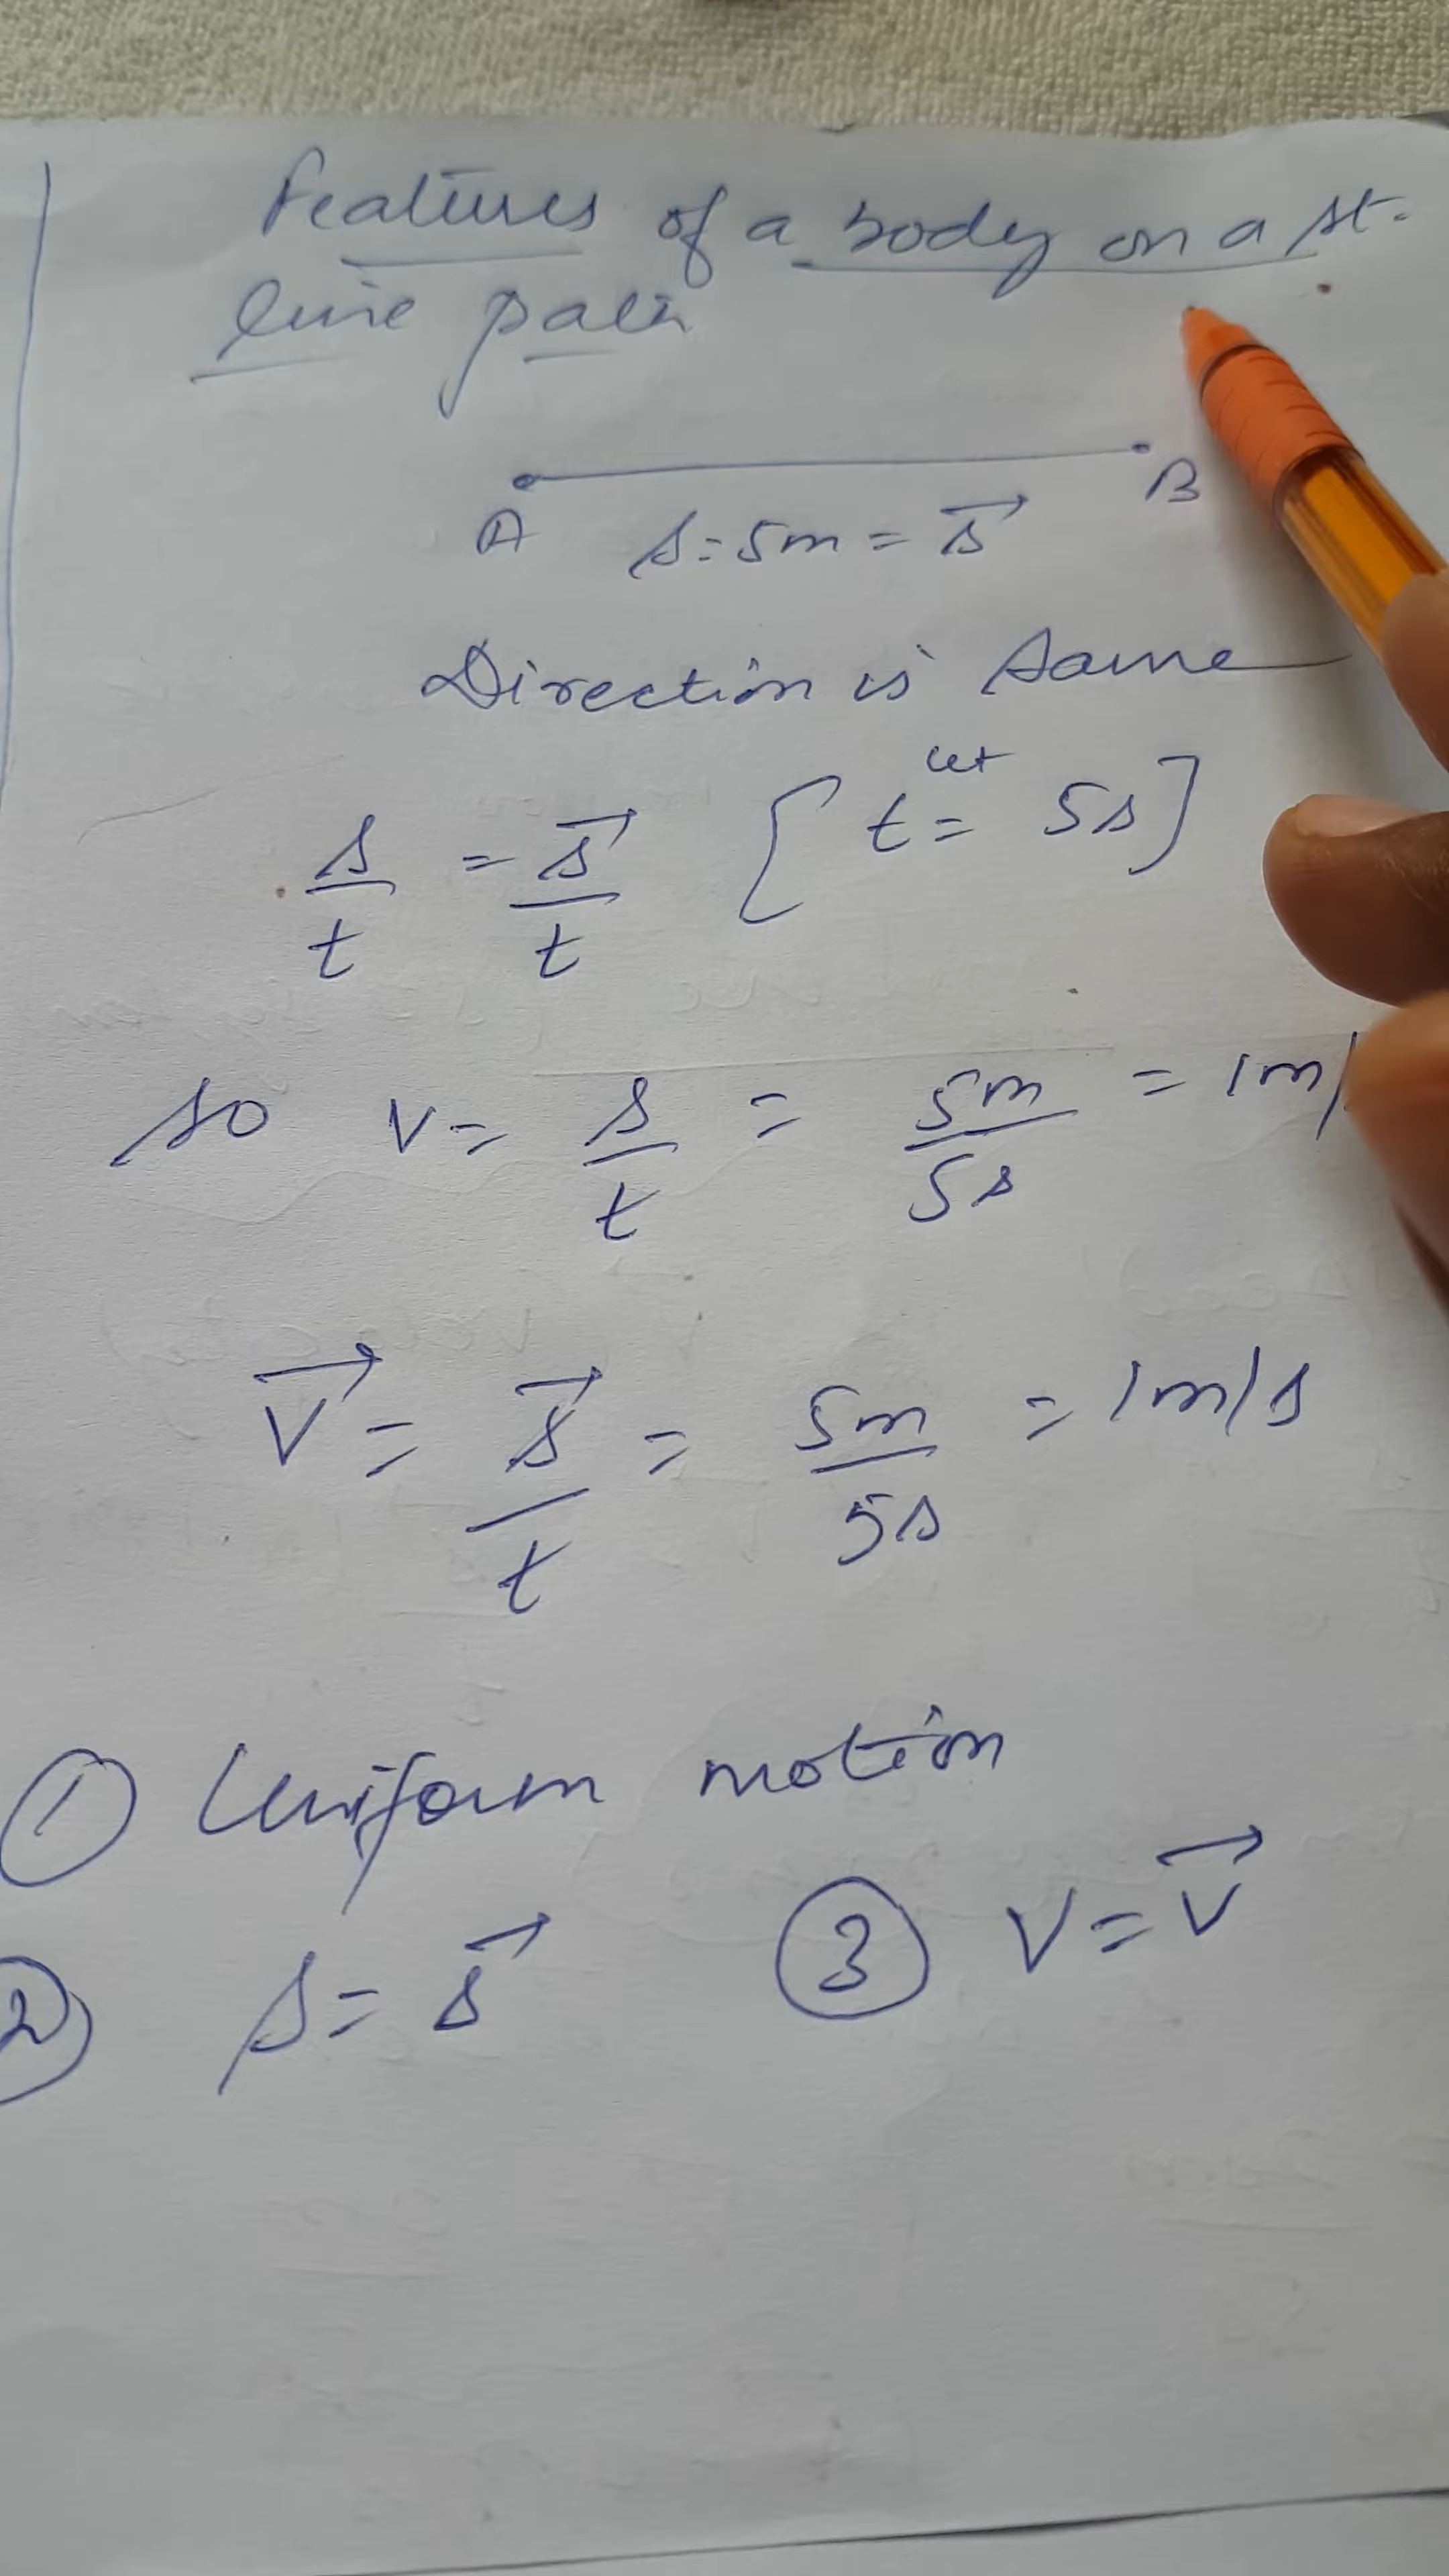 Features of a body on a st.
line path
A B
s = 5m = s⃗
Direction is same
s/t = s⃗/t [let t = 5s]
so v = s/t = 5m/5s = 1m/
v⃗ = s⃗/t = 5m/5s = 1m/s
① Uniform motion
② s = s⃗ ③ v = v⃗